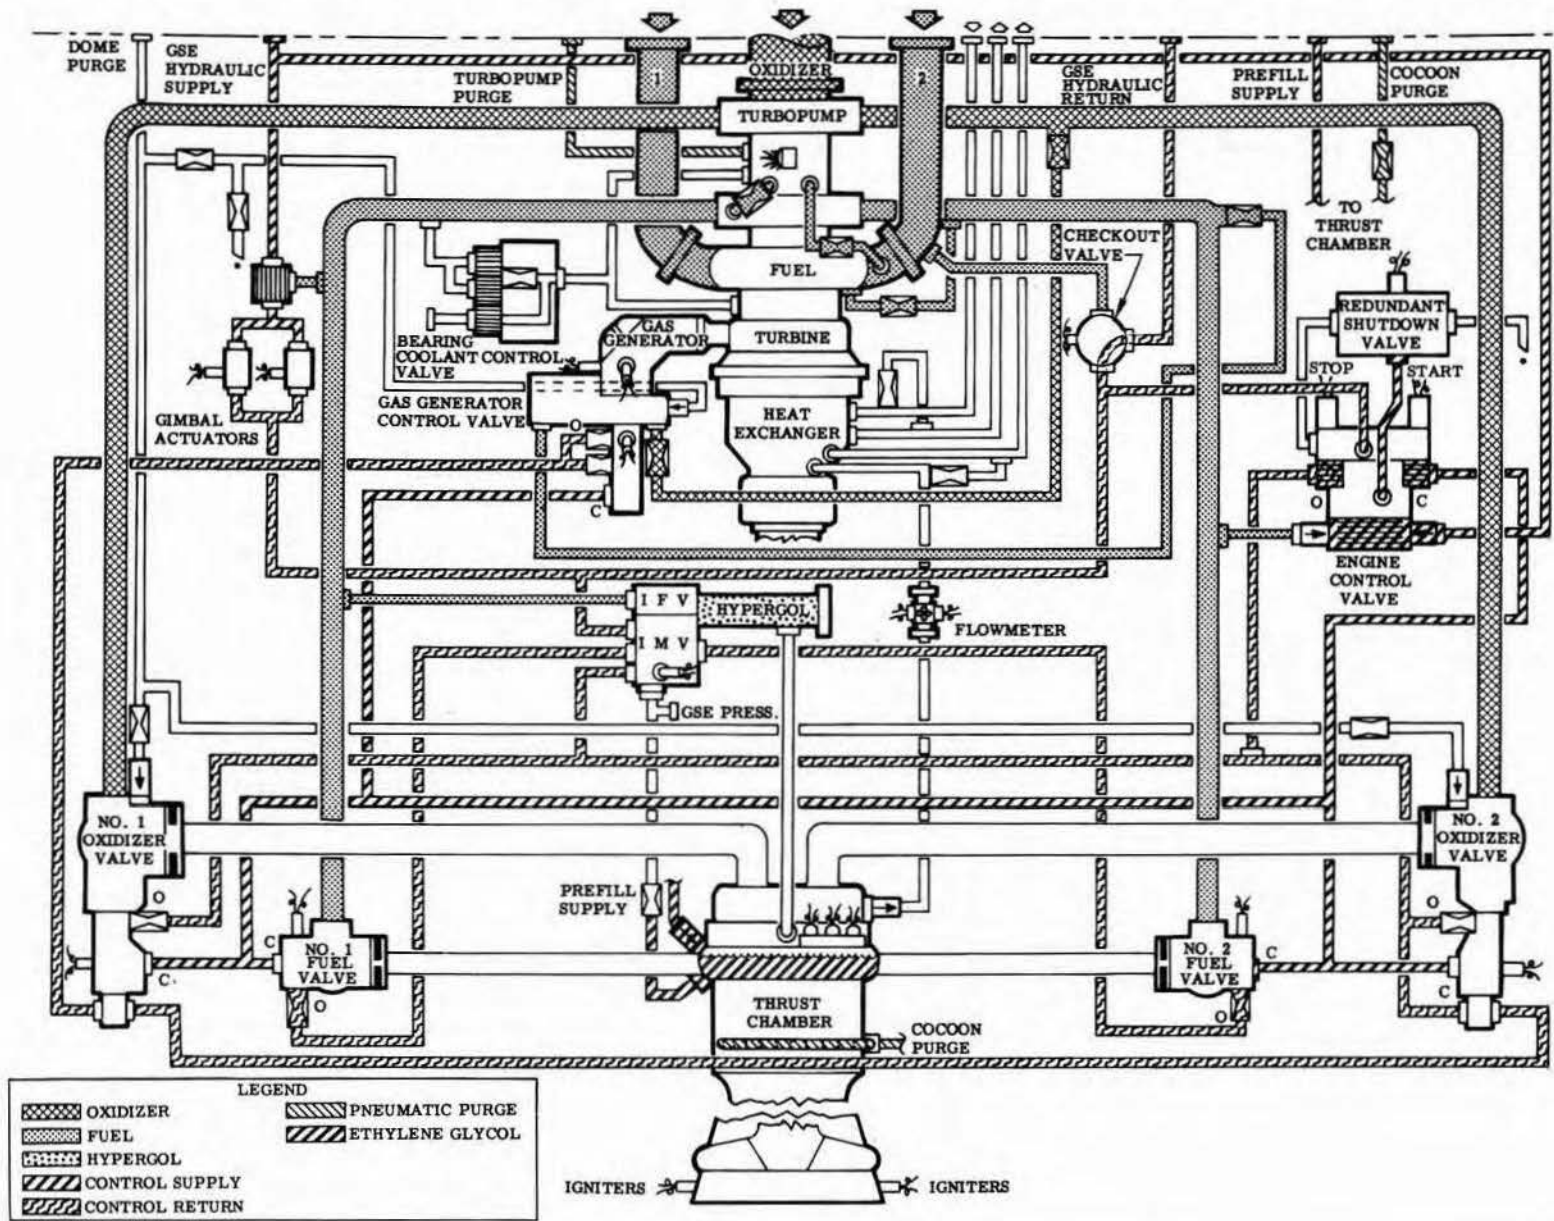 DOME
PURGE
GSE
HYDRAULIC
SUPPLY
TURBOPUMP
PURGE
1
OXIDIZER
2
GSE
HYDRAULIC
RETURN
PREFILL
SUPPLY
COCOON
PURGE
TURBOPUMP
TO
THRUST
CHAMBER
CHECKOUT
VALVE
FUEL
REDUNDANT
SHUTDOWN
VALVE
GAS
GENERATOR
TURBINE
BEARING
COOLANT CONTROL
VALVE
STOP
START
GAS GENERATOR
CONTROL VALVE
O
HEAT
EXCHANGER
GIMBAL
ACTUATORS
C
O
C
ENGINE
CONTROL
VALVE
I F V
HYPERGOL
FLOWMETER
I M V
GSE PRESS.
NO. 1
OXIDIZER
VALVE
NO. 2
OXIDIZER
VALVE
O
PREFILL
SUPPLY
O
C
NO. 1
FUEL
VALVE
NO. 2
FUEL
VALVE
C
C
O
O
C
THRUST
CHAMBER
COCOON
PURGE
LEGEND
OXIDIZER
PNEUMATIC PURGE
FUEL
ETHYLENE GLYCOL
HYPERGOL
CONTROL SUPPLY
CONTROL RETURN
IGNITERS
IGNITERS